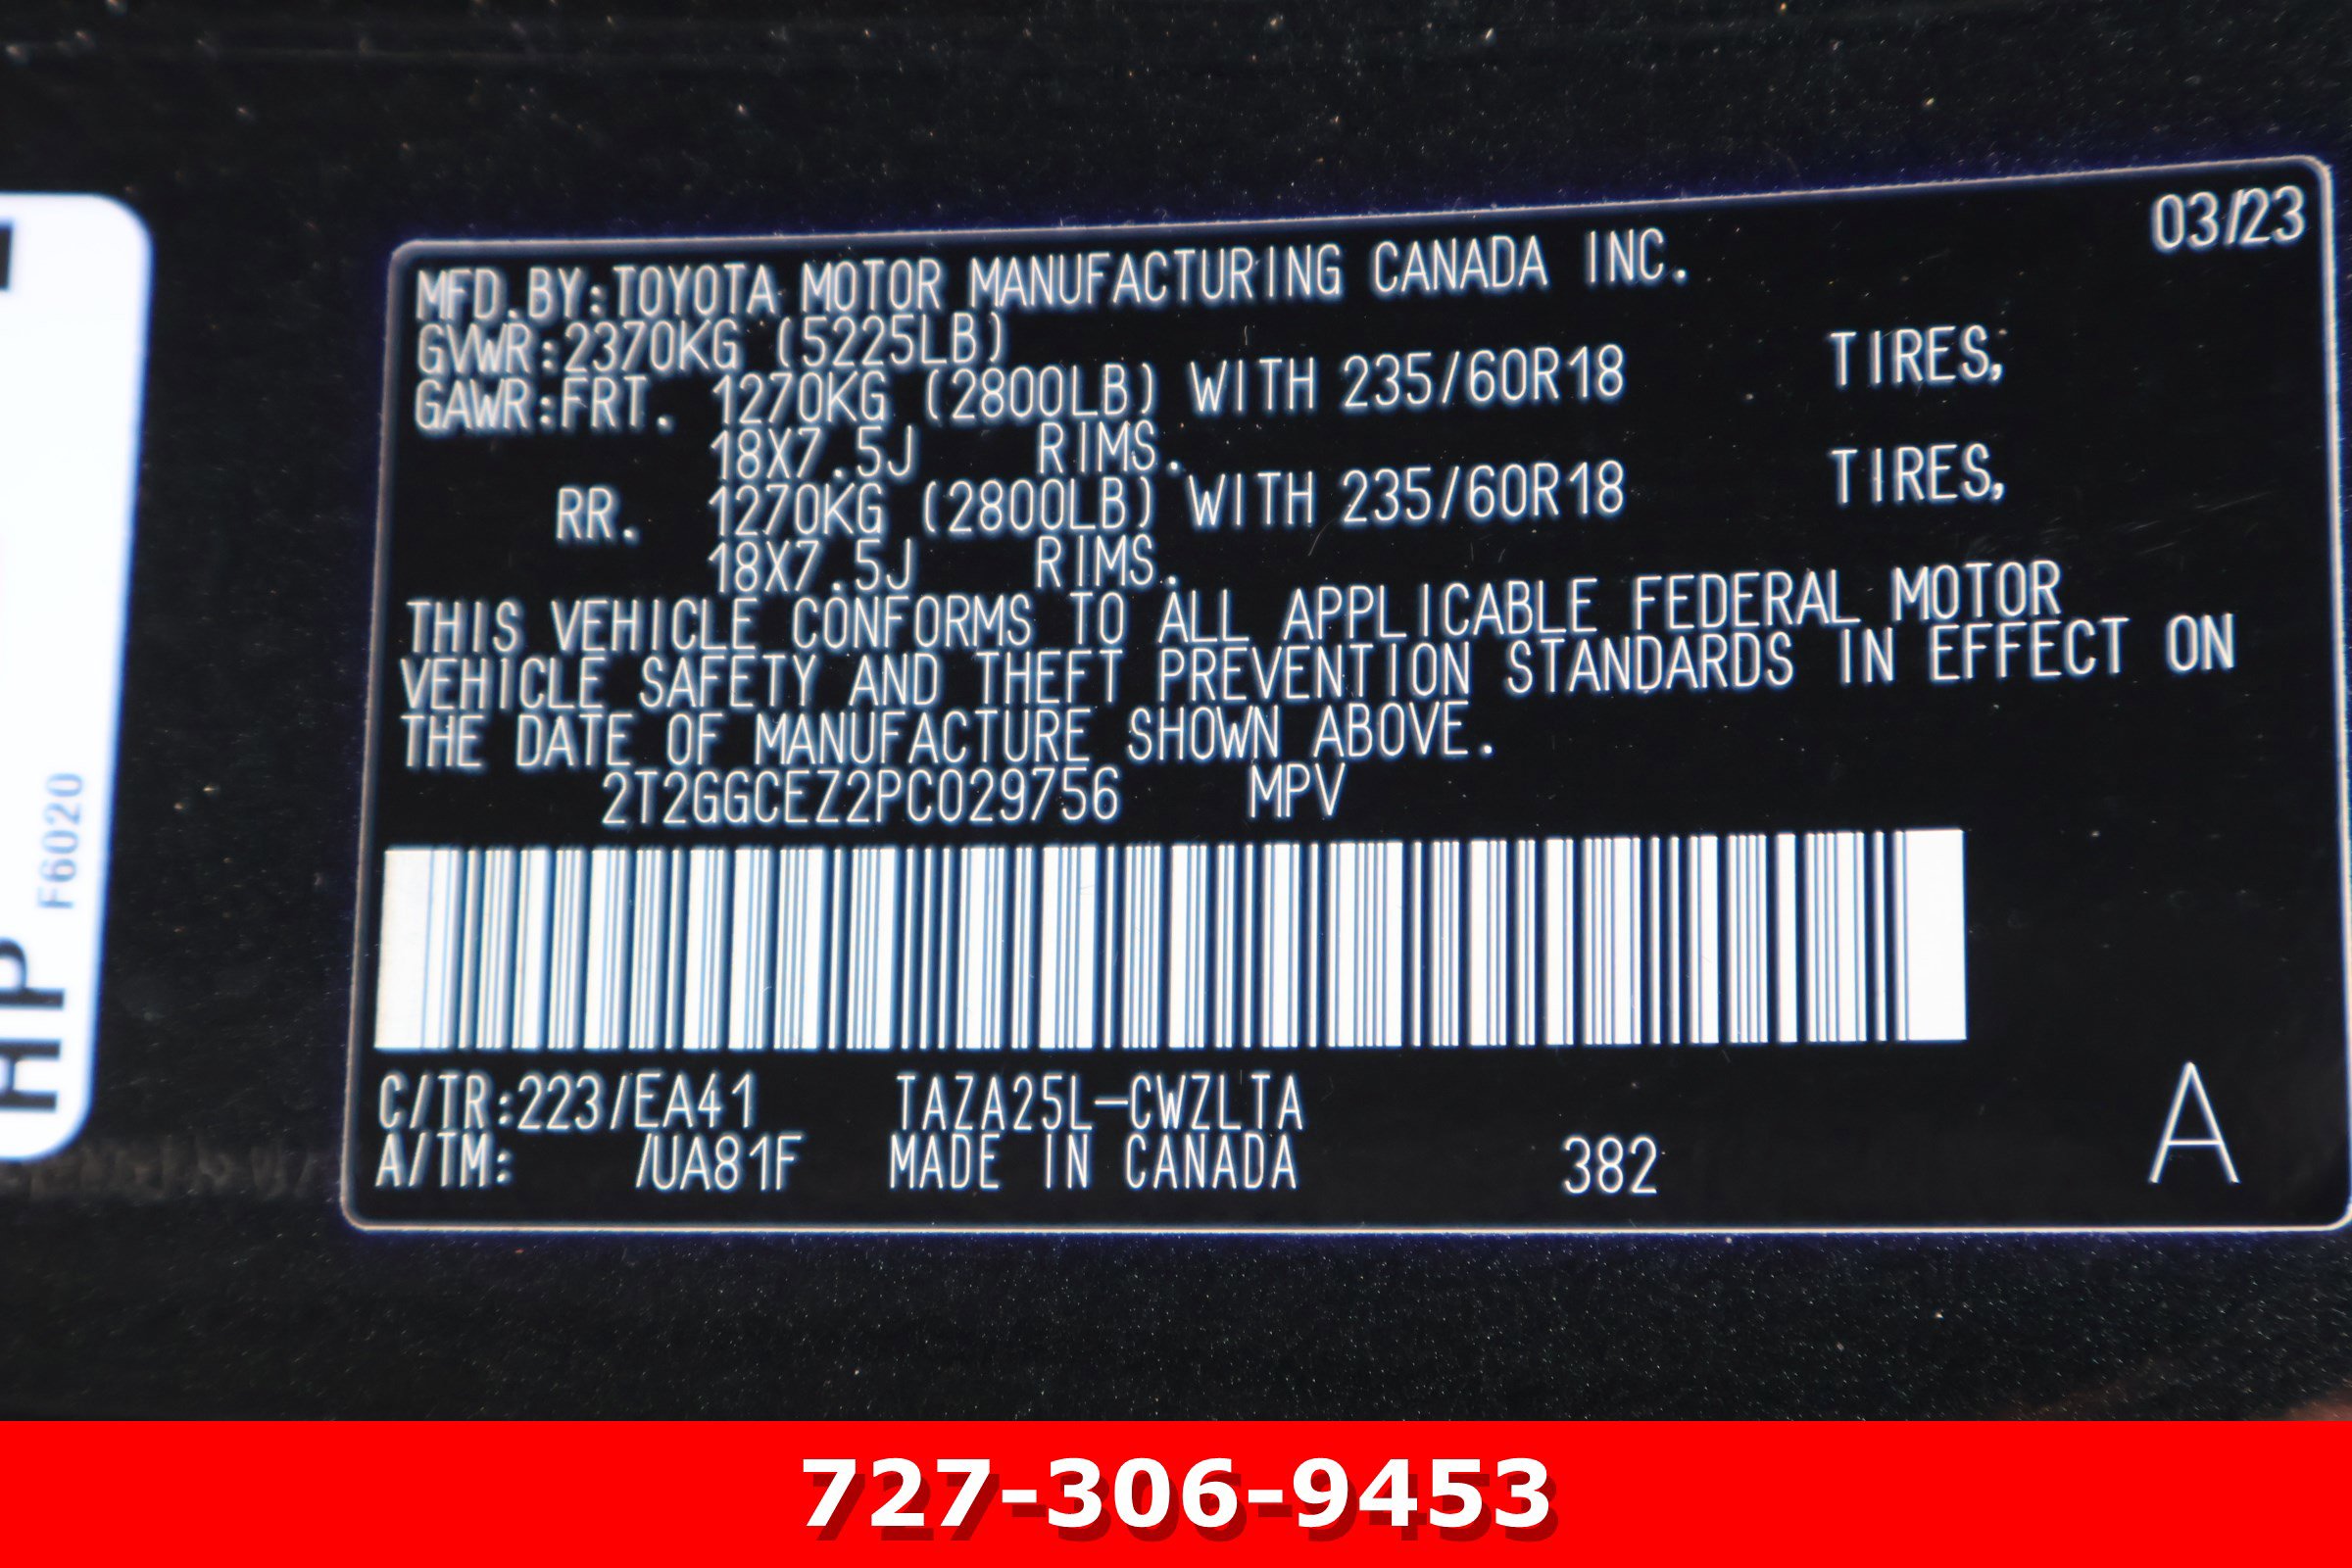 03/23
MFD.BY:TOYOTA MOTOR MANUFACTURING CANADA INC.
GVWR:2370KG (5225LB)
GAWR:FRT. 1270KG (2800LB) WITH 235/60R18 TIRES,
18X7.5J RIMS.
RR. 1270KG (2800LB) WITH 235/60R18 TIRES,
18X7.5J RIMS.
THIS VEHICLE CONFORMS TO ALL APPLICABLE FEDERAL MOTOR
VEHICLE SAFETY AND THEFT PREVENTION STANDARDS IN EFFECT ON
THE DATE OF MANUFACTURE SHOWN ABOVE.
2T2GGCEZ2PC029756 MPV
C/TR:223/EA41 TAZA25L-CWZLTA
A/TM: /UA81F MADE IN CANADA 382
A
HP
F6020
727-306-9453